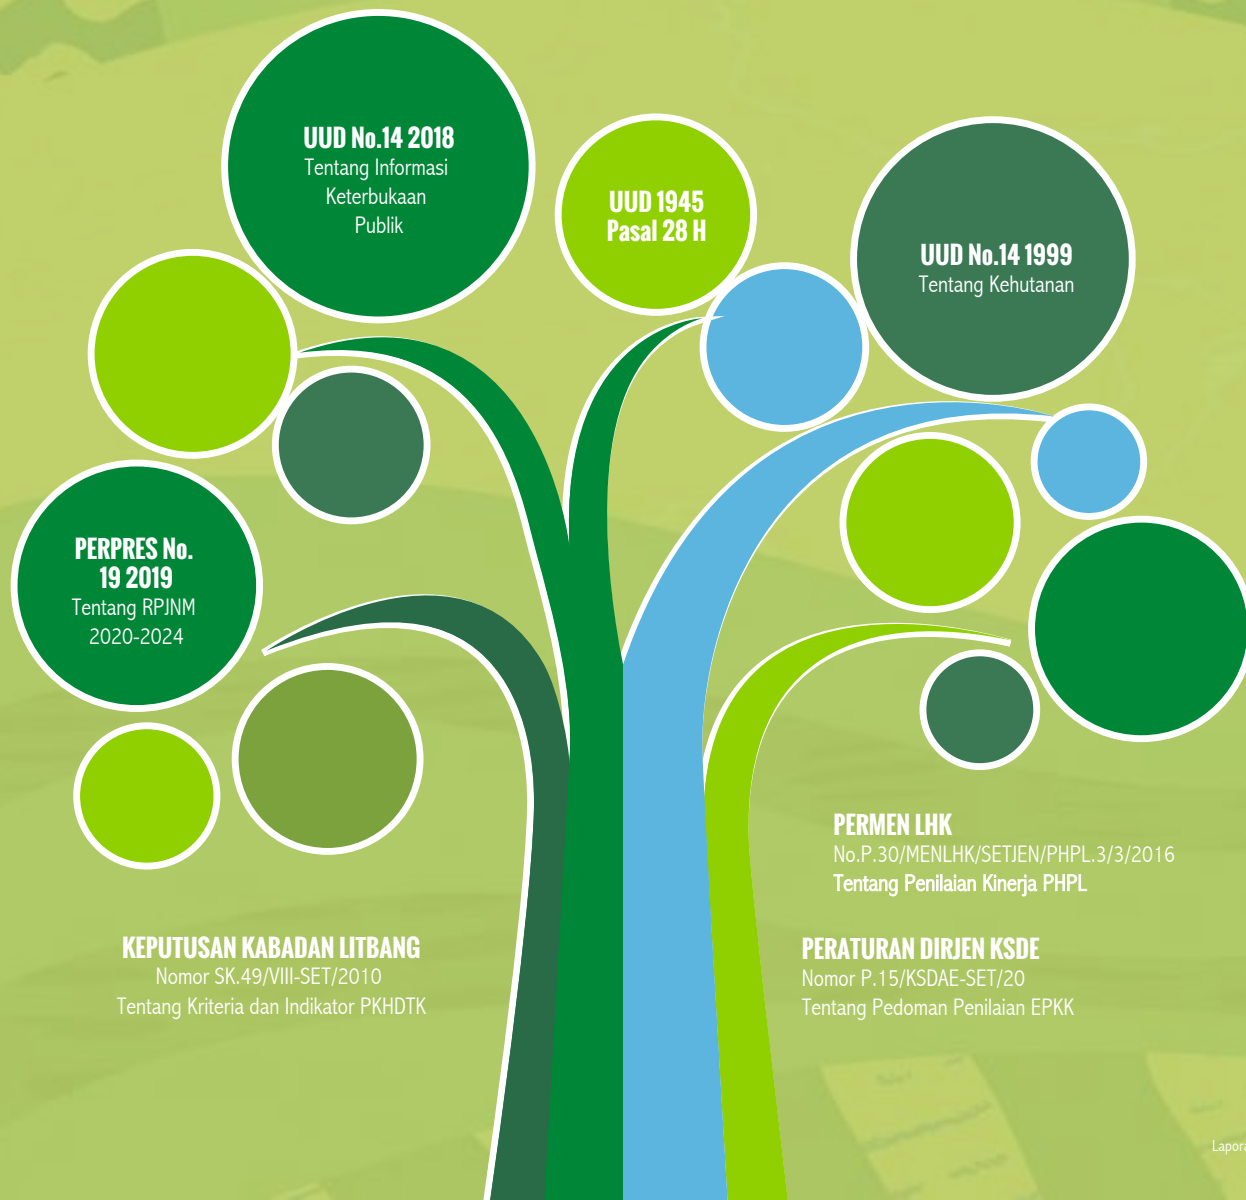 UUD No.14 2018
Tentang Informasi
Keterbukaan
Publik
UUD 1945
Pasal 28 H
UUD No.14 1999
Tentang Kehutanan
PERPRES No.
19 2019
Tentang RPJNM
2020-2024
PERMEN LHK
No.P.30/MENLHK/SETJEN/PHPL.3/3/2016
Tentang Penilaian Kinerja PHPL
KEPUTUSAN KABADAN LITBANG
Nomor SK.49/VIII-SET/2010
Tentang Kriteria dan Indikator PKHDTK
PERATURAN DIRJEN KSDE
Nomor P.15/KSDAE-SET/20
Tentang Pedoman Penilaian EPKK